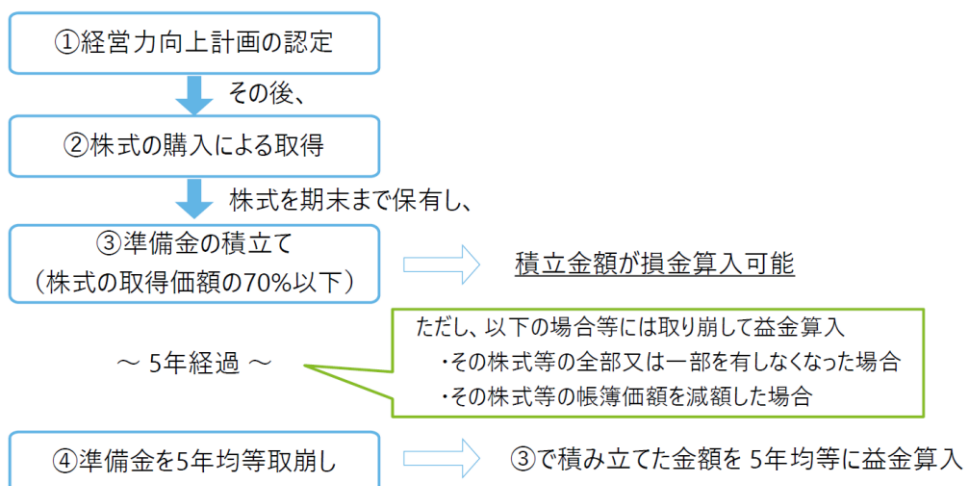 ①経営力向上計画の認定
その後、
②株式の購入による取得
株式を期末まで保有し、
③準備金の積立て
（株式の取得価額の70%以下）
積立金額が損金算入可能
ただし、以下の場合等には取り崩して益金算入
・その株式等の全部又は一部を有しなくなった場合
・その株式等の帳簿価額を減額した場合
～ 5年経過 ～
④準備金を5年均等取崩し
③で積み立てた金額を 5年均等に益金算入